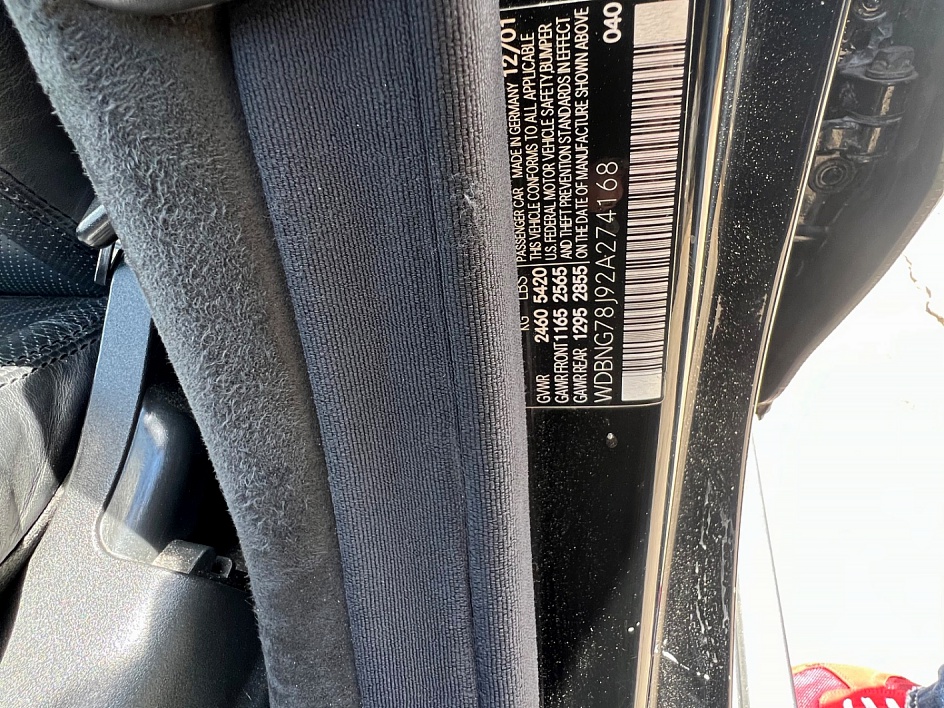 PASSENGER CAR MADE IN GERMANY 12/01
THIS VEHICLE CONFORMS TO ALL APPLICABLE
U.S. FEDERAL MOTOR VEHICLE SAFETY, BUMPER
AND THEFT PREVENTION STANDARDS IN EFFECT
ON THE DATE OF MANUFACTURE SHOWN ABOVE
KG LBS
GVWR 2460 5420
GAWR FRONT 1165 2565
GAWR REAR 1295 2855
WDBNG78J92A274168
040